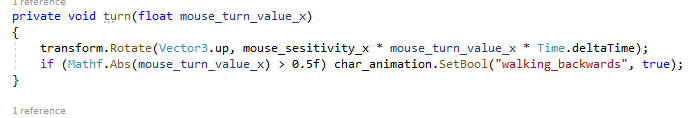 1 reference
private void turn(float mouse_turn_value_x)
{
transform.Rotate(Vector3.up, mouse_sesitivity_x * mouse_turn_value_x * Time.deltaTime);
if (Mathf.Abs(mouse_turn_value_x) > 0.5f) char_animation.SetBool("walking_backwards", true);
}
1 reference